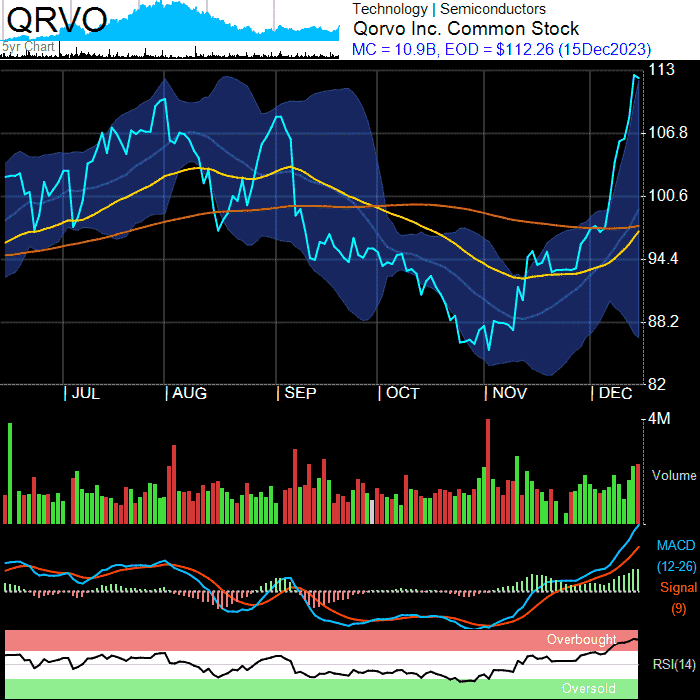 QRVO
5yr Chart
Technology | Semiconductors
Qorvo Inc. Common Stock
MC = 10.9B, EOD = $112.26 (15Dec2023)
113
106.8
100.6
94.4
88.2
82
| JUL | AUG | SEP | OCT | NOV | DEC
4M
Volume
MACD
(12-26)
Signal
(9)
Overbought
RSI(14)
Oversold